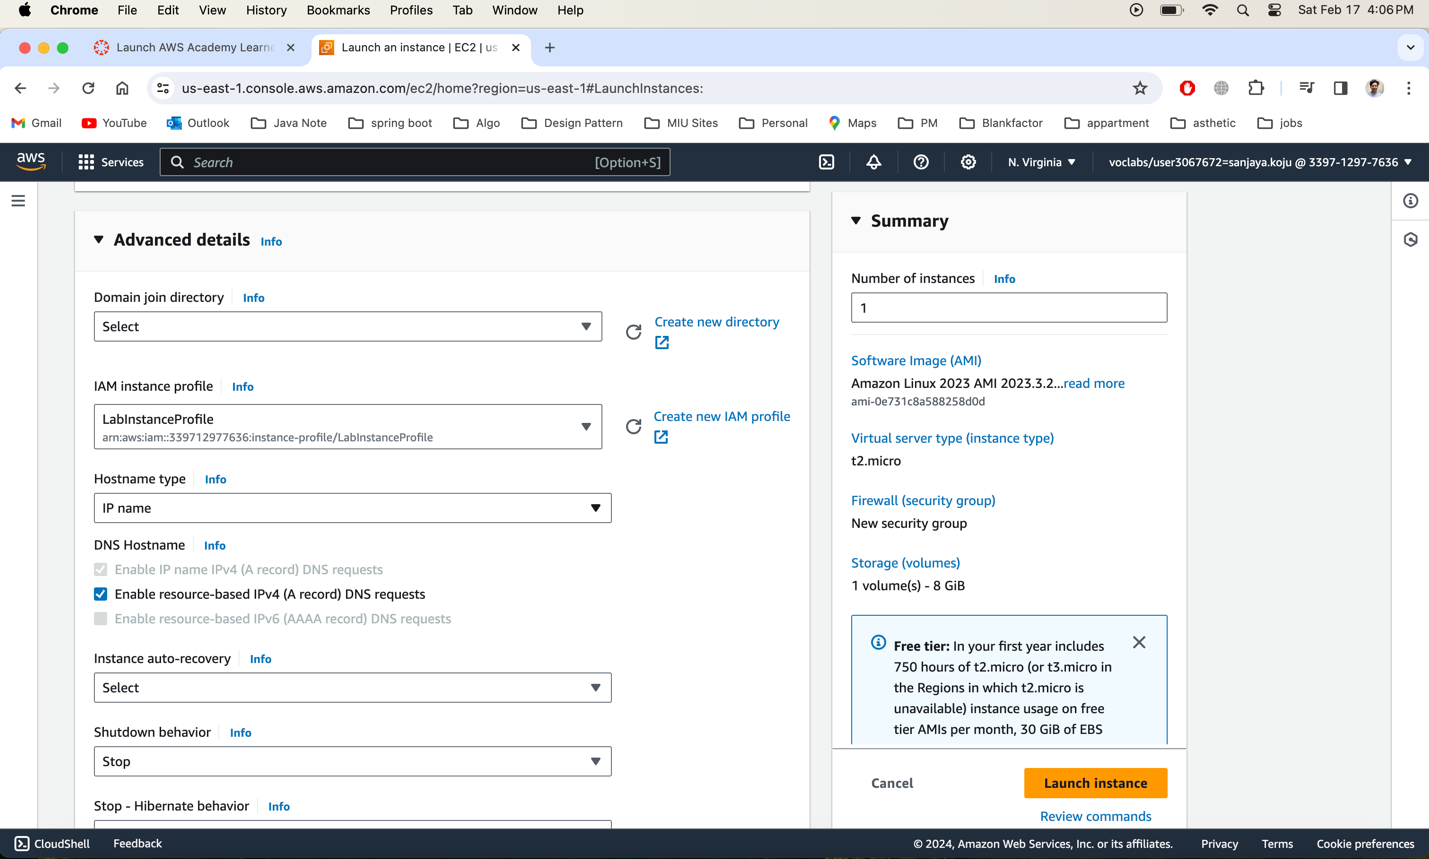 Chrome File Edit View History Bookmarks Profiles Tab Window Help Sat Feb 17 4:06 PM
Launch AWS Academy Learne Launch an instance | EC2 | us
us-east-1.console.aws.amazon.com/ec2/home?region=us-east-1#LaunchInstances:
Gmail YouTube Outlook Java Note spring boot Algo Design Pattern MIU Sites Personal Maps PM Blankfactor appartment asthetic jobs
aws Services Search [Option+S] N. Virginia voclabs/user3067672=sanjaya.koju @ 3397-1297-7636
Advanced details Info
Domain join directory Info
Select
Create new directory
IAM instance profile Info
LabInstanceProfile
arn:aws:iam::339712977636:instance-profile/LabInstanceProfile
Create new IAM profile
Hostname type Info
IP name
DNS Hostname Info
Enable IP name IPv4 (A record) DNS requests
Enable resource-based IPv4 (A record) DNS requests
Enable resource-based IPv6 (AAAA record) DNS requests
Instance auto-recovery Info
Select
Shutdown behavior Info
Stop
Stop - Hibernate behavior Info
Summary
Number of instances Info
1
Software Image (AMI)
Amazon Linux 2023 AMI 2023.3.2...read more
ami-0e731c8a588258d0d
Virtual server type (instance type)
t2.micro
Firewall (security group)
New security group
Storage (volumes)
1 volume(s) - 8 GiB
Free tier: In your first year includes
750 hours of t2.micro (or t3.micro in
the Regions in which t2.micro is
unavailable) instance usage on free
tier AMIs per month, 30 GiB of EBS
Cancel Launch instance
Review commands
CloudShell Feedback © 2024, Amazon Web Services, Inc. or its affiliates. Privacy Terms Cookie preferences